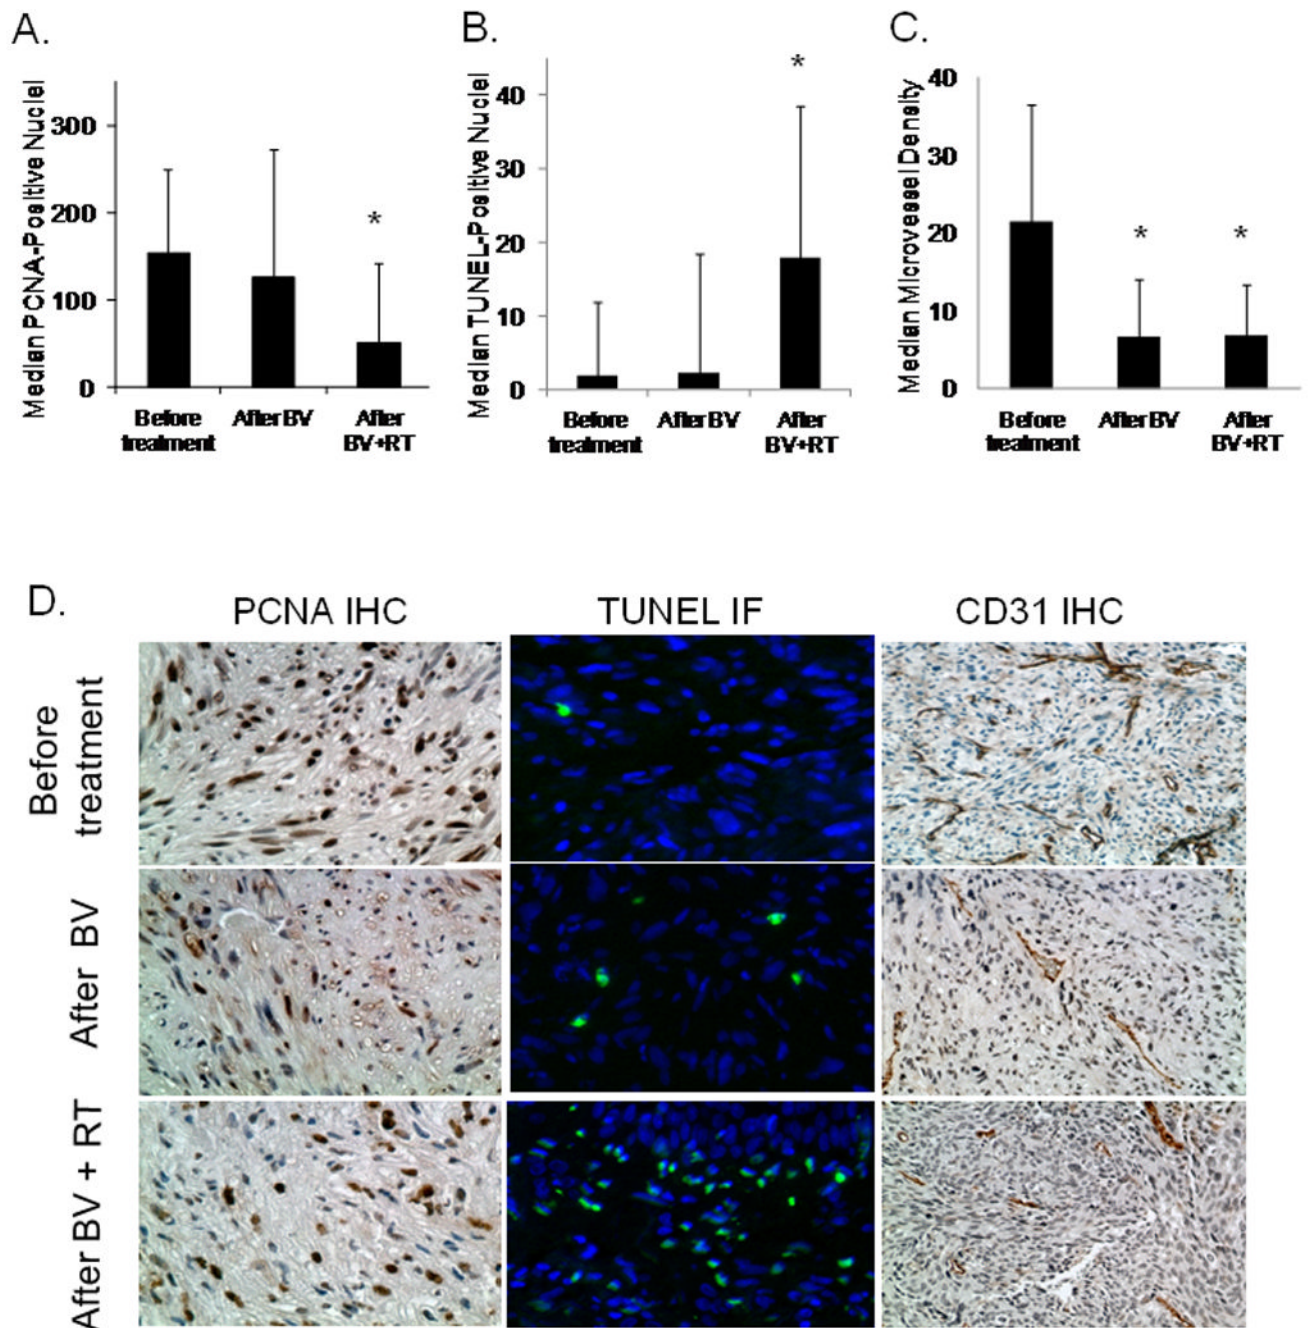 A.
Median PCNA-Positive Nuclei
300
200
100
0
Before treatment
After BV
After BV+RT
*
B.
Median TUNEL-Positive Nuclei
40
30
20
10
0
Before treatment
After BV
After BV+RT
*
C.
Median Microvessel Density
40
30
20
10
0
Before treatment
After BV
After BV+RT
*
*
D.
PCNA IHC
TUNEL IF
CD31 IHC
Before treatment
After BV
After BV + RT